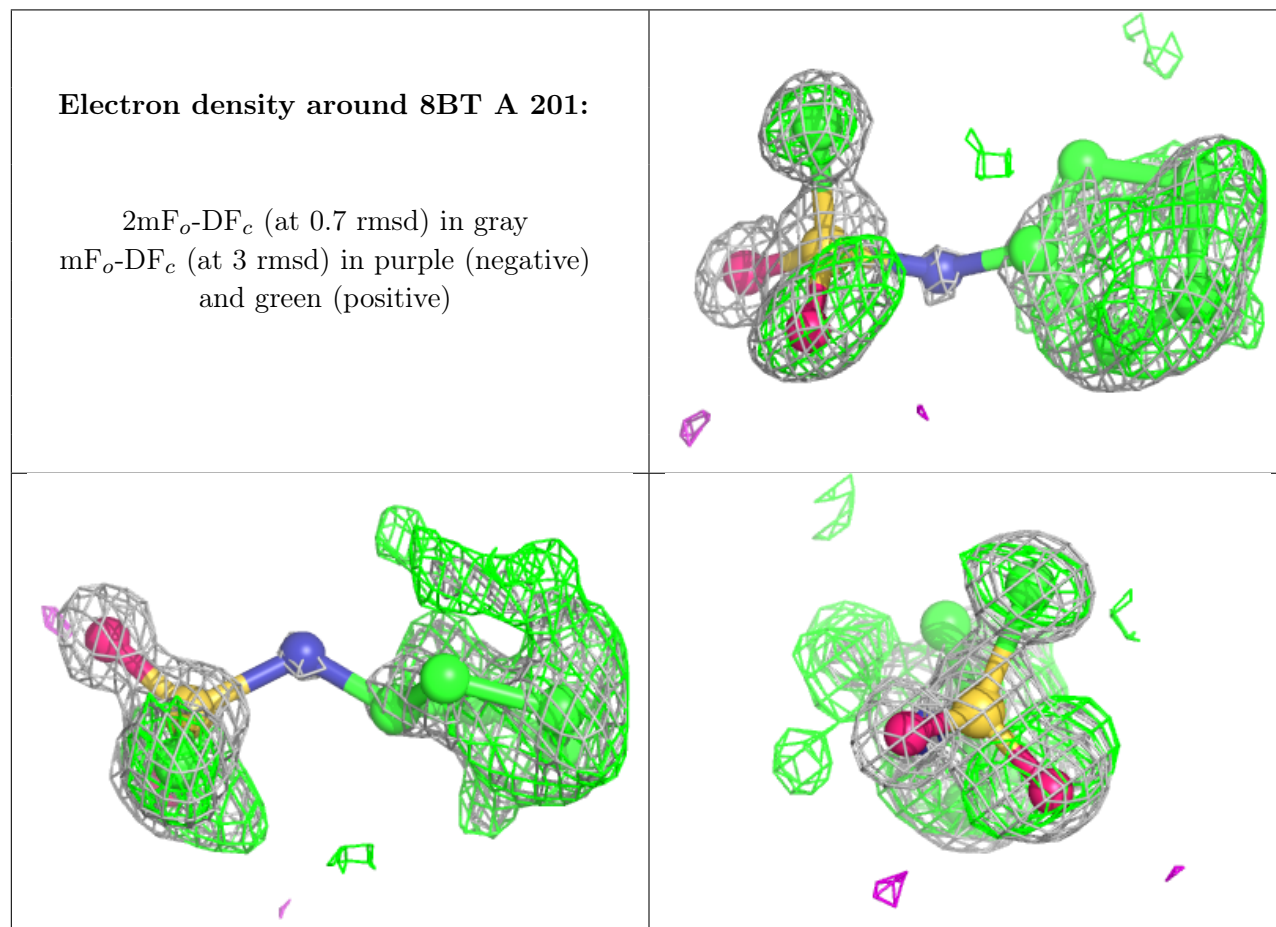 Electron density around 8BT A 201:
2mFo-DFc (at 0.7 rmsd) in gray
mFo-DFc (at 3 rmsd) in purple (negative)
and green (positive)